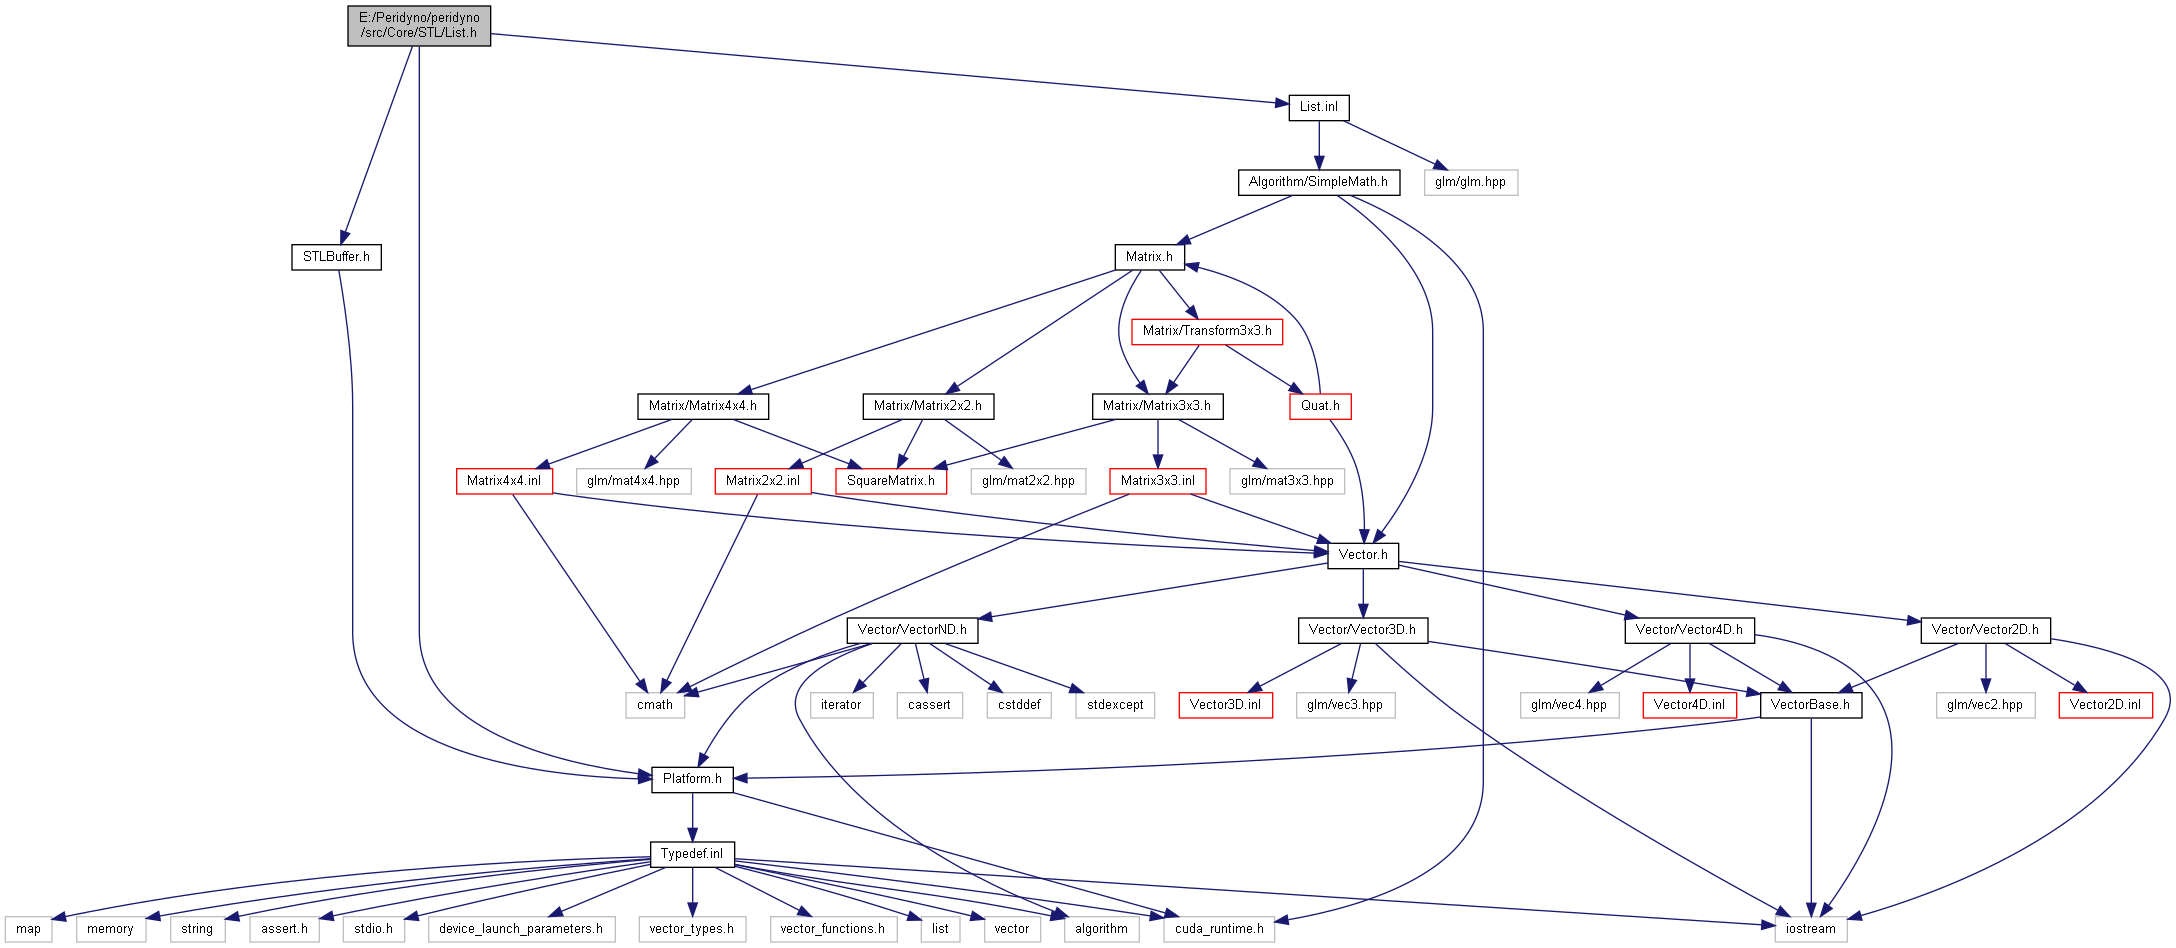 E:/Peridyno/peridyno
/src/Core/STL/List.h
List.inl
Algorithm/SimpleMath.h
glm/glm.hpp
STLBuffer.h
Matrix.h
Matrix/Transform3x3.h
Matrix/Matrix4x4.h
Matrix/Matrix2x2.h
Matrix/Matrix3x3.h
Quat.h
Matrix4x4.inl
glm/mat4x4.hpp
Matrix2x2.inl
SquareMatrix.h
glm/mat2x2.hpp
Matrix3x3.inl
glm/mat3x3.hpp
Vector.h
Vector/VectorND.h
Vector/Vector3D.h
Vector/Vector4D.h
Vector/Vector2D.h
cmath
iterator
cassert
cstddef
stdexcept
Vector3D.inl
glm/vec3.hpp
glm/vec4.hpp
Vector4D.inl
VectorBase.h
glm/vec2.hpp
Vector2D.inl
Platform.h
Typedef.inl
map
memory
string
assert.h
stdio.h
device_launch_parameters.h
vector_types.h
vector_functions.h
list
vector
algorithm
cuda_runtime.h
iostream